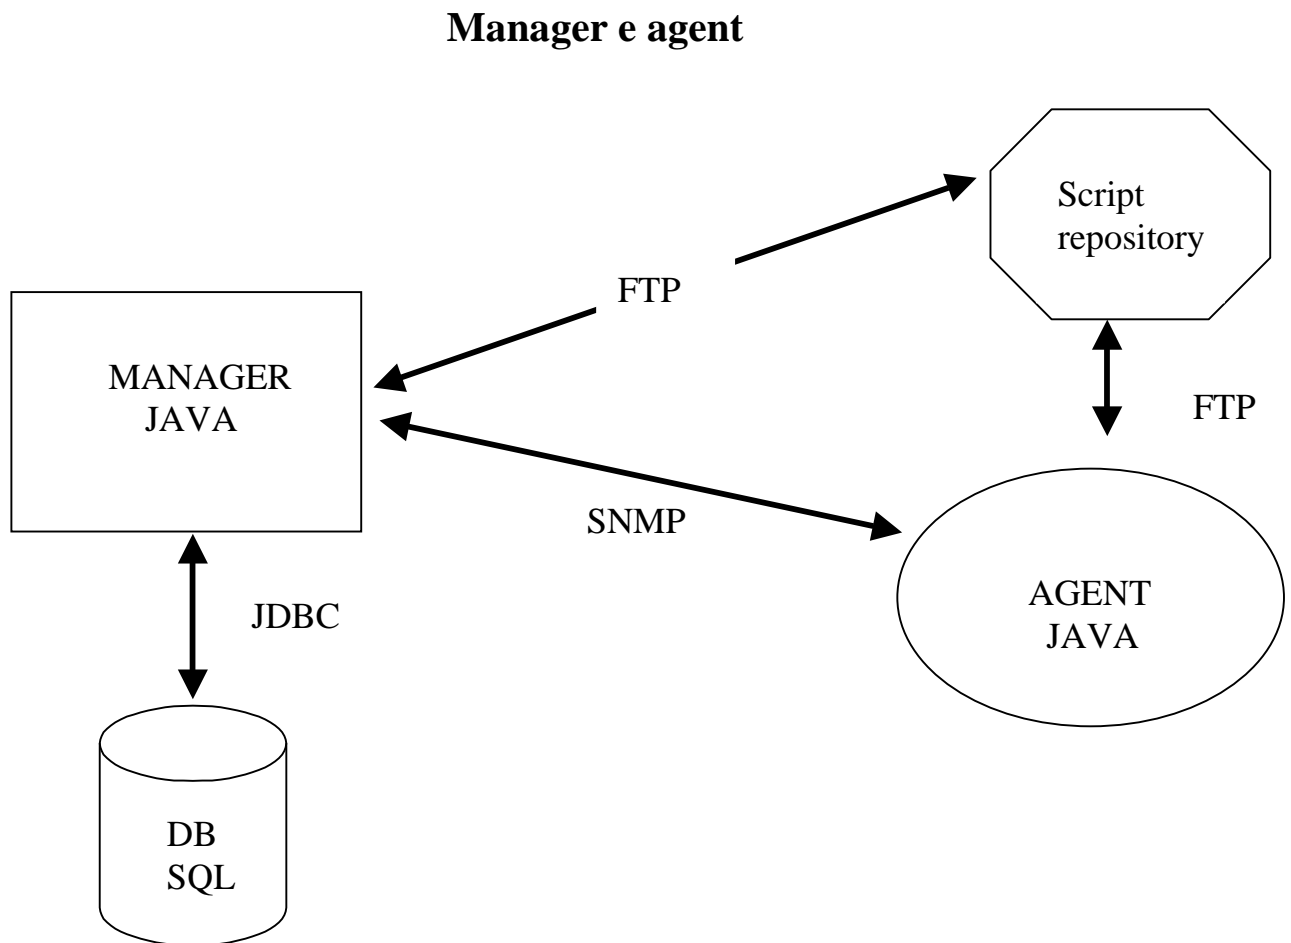 Manager e agent
Script
repository
FTP
MANAGER
JAVA
FTP
SNMP
AGENT
JAVA
JDBC
DB
SQL